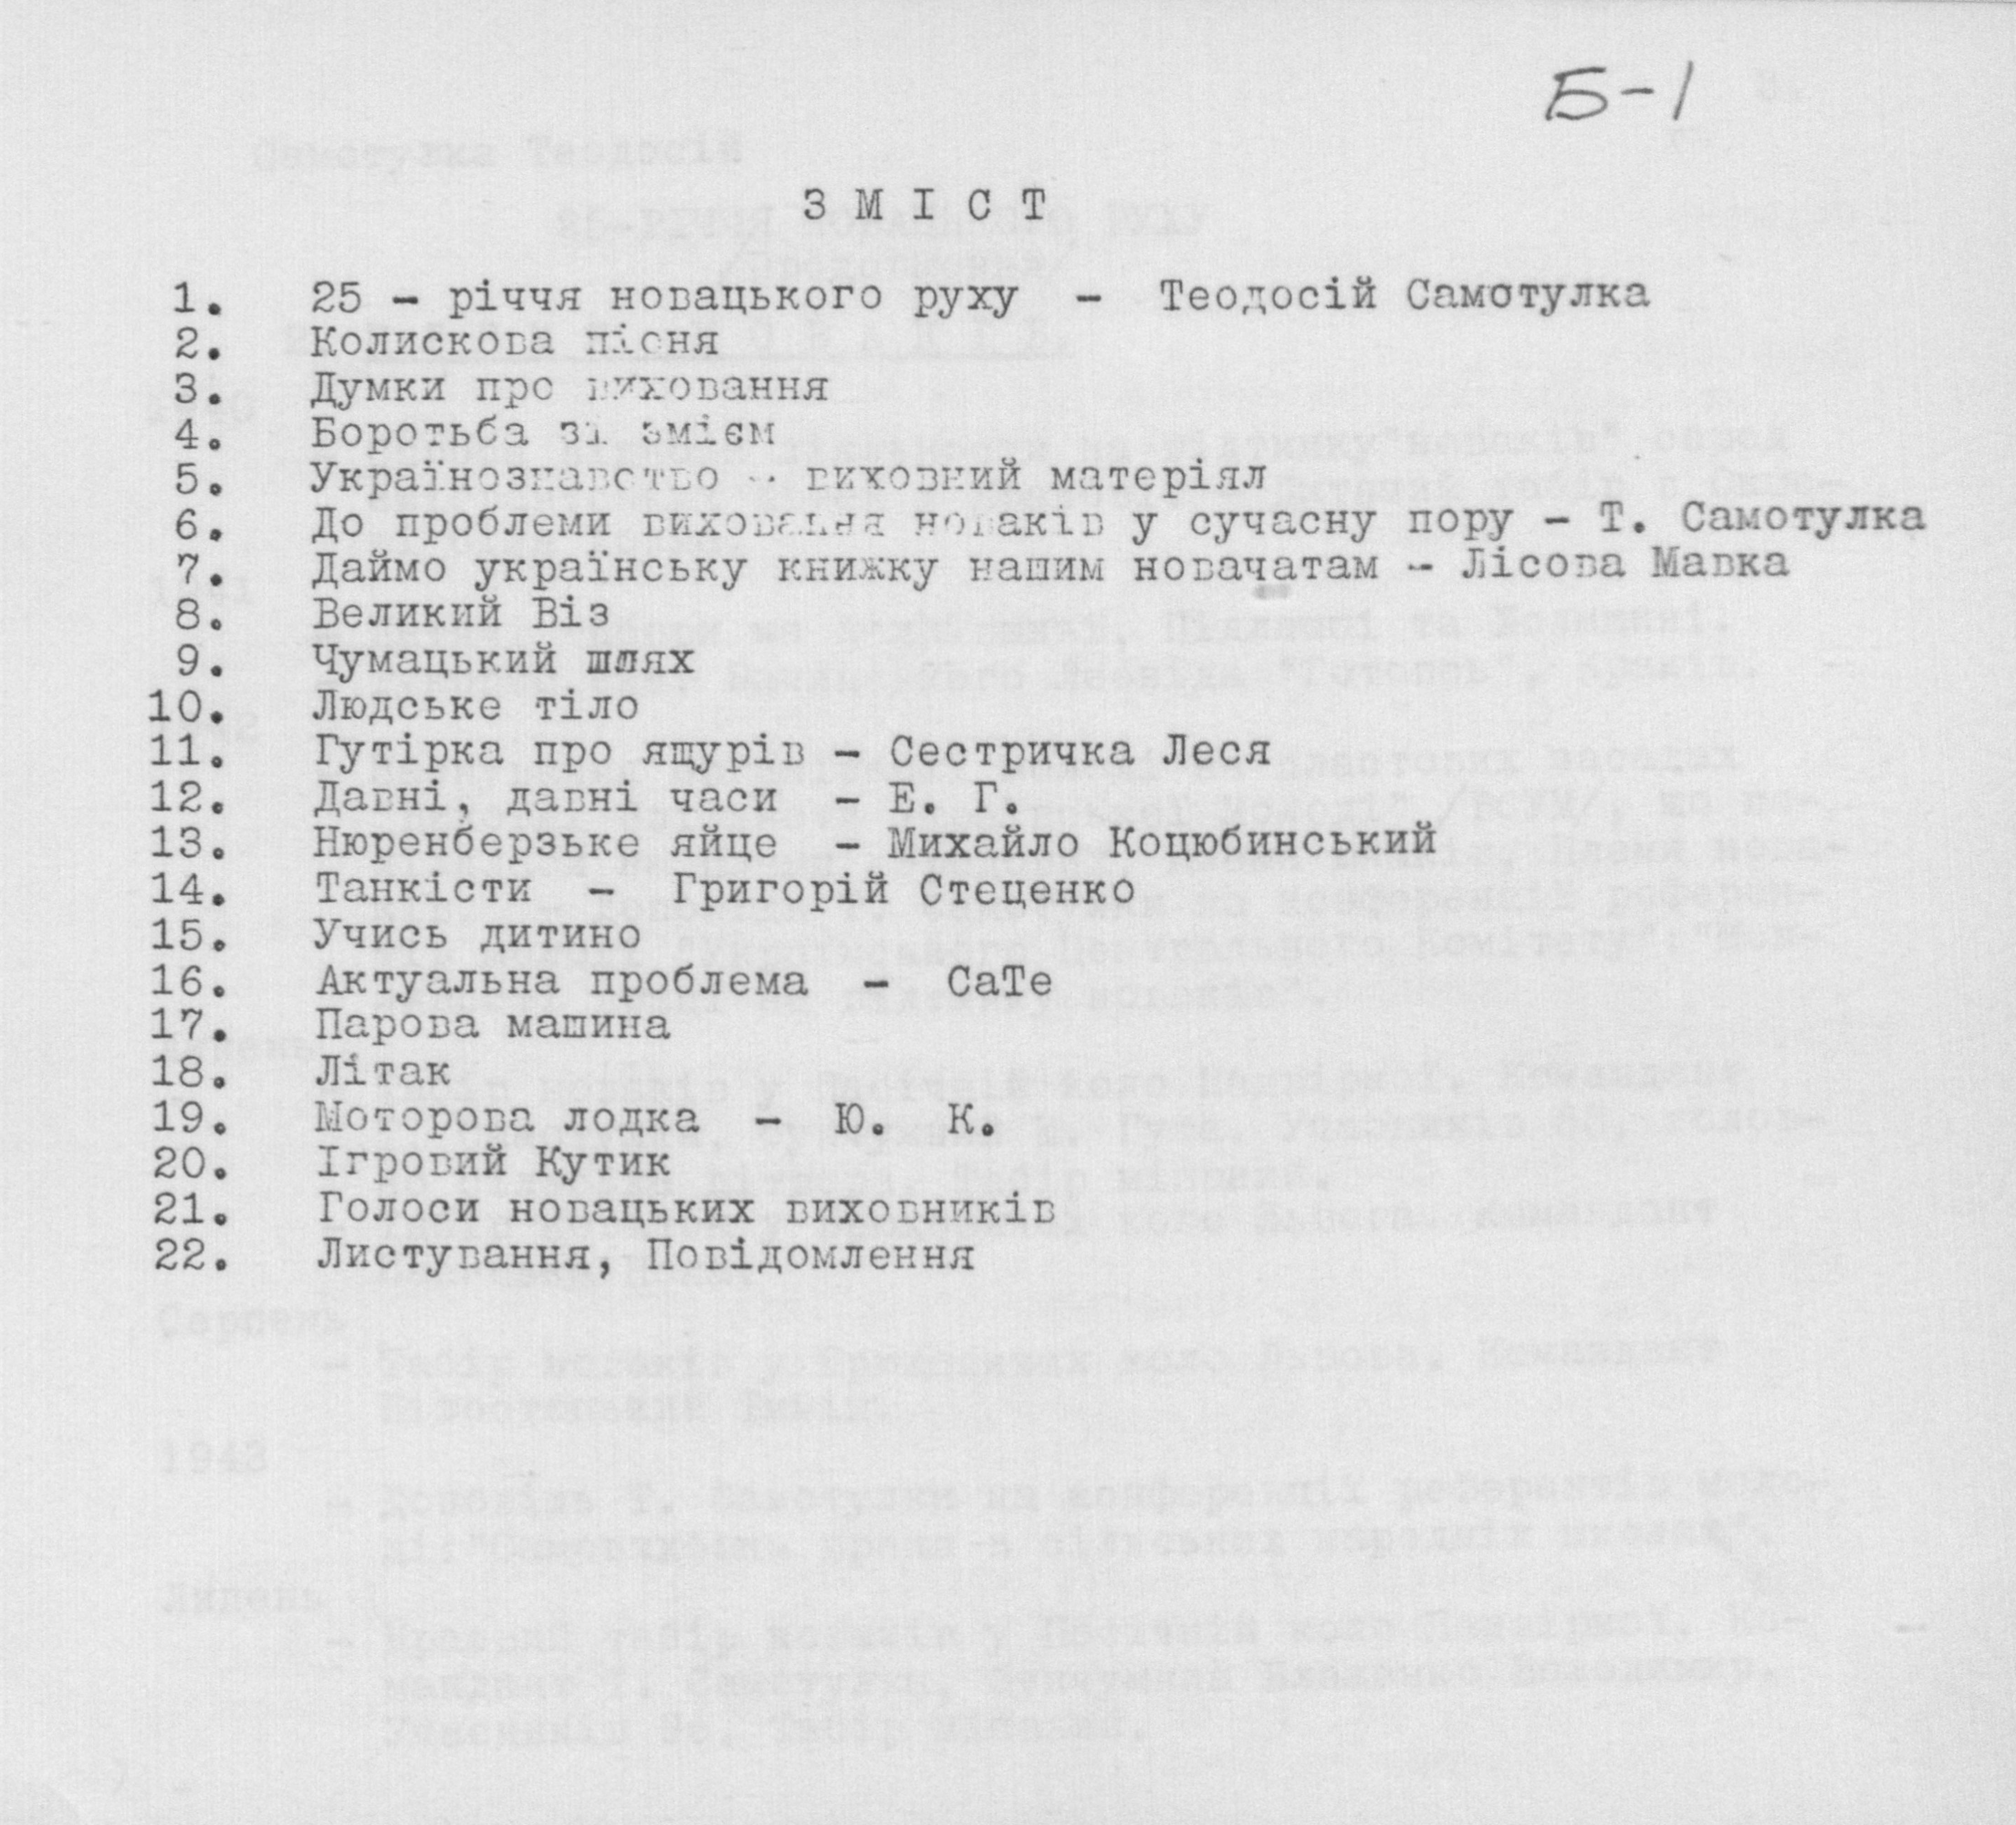 Б-1
З М І С Т
1. 25 - річчя новацького руху - Теодосій Самотулка
2. Колискова пісня
3. Думки про виховання
4. Боротьба зі змієм
5. Українознавство - виховний матеріял
6. До проблеми виховання новаків у сучасну пору - Т. Самотулка
7. Даймо українську книжку нашим новачатам - Лісова Мавка
8. Великий Віз
9. Чумацький шлях
10. Людське тіло
11. Гутірка про ящурів - Сестричка Леся
12. Давні, давні часи - Е. Г.
13. Нюренберзьке яйце - Михайло Коцюбинський
14. Танкісти - Григорій Стеценко
15. Учись дитино
16. Актуальна проблема - СаТе
17. Парова машина
18. Літак
19. Моторова лодка - Ю. К.
20. Ігровий Кутик
21. Голоси новацьких виховників
22. Листування, Повідомлення